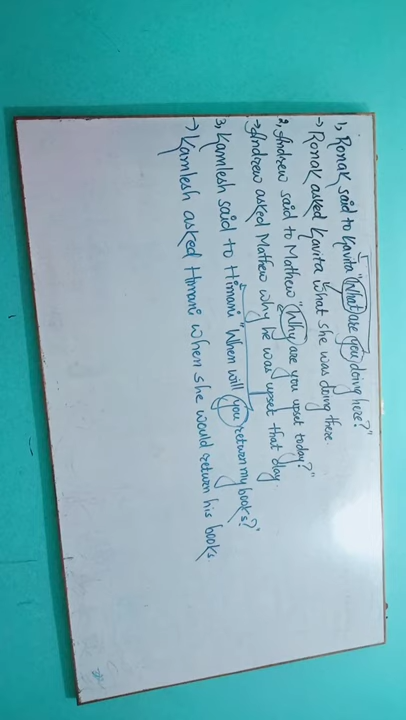 1, Ronak said to Kavita "What are you doing here?"
→ Ronak asked Kavita what she was doing there.
2, Andrew said to Mathew "Why are you upset today?"
→ Andrew asked Mathew why he was upset that day.
3, Kamlesh said to Himani "When will you return my books?"
→ Kamlesh asked Himani when she would return his books.